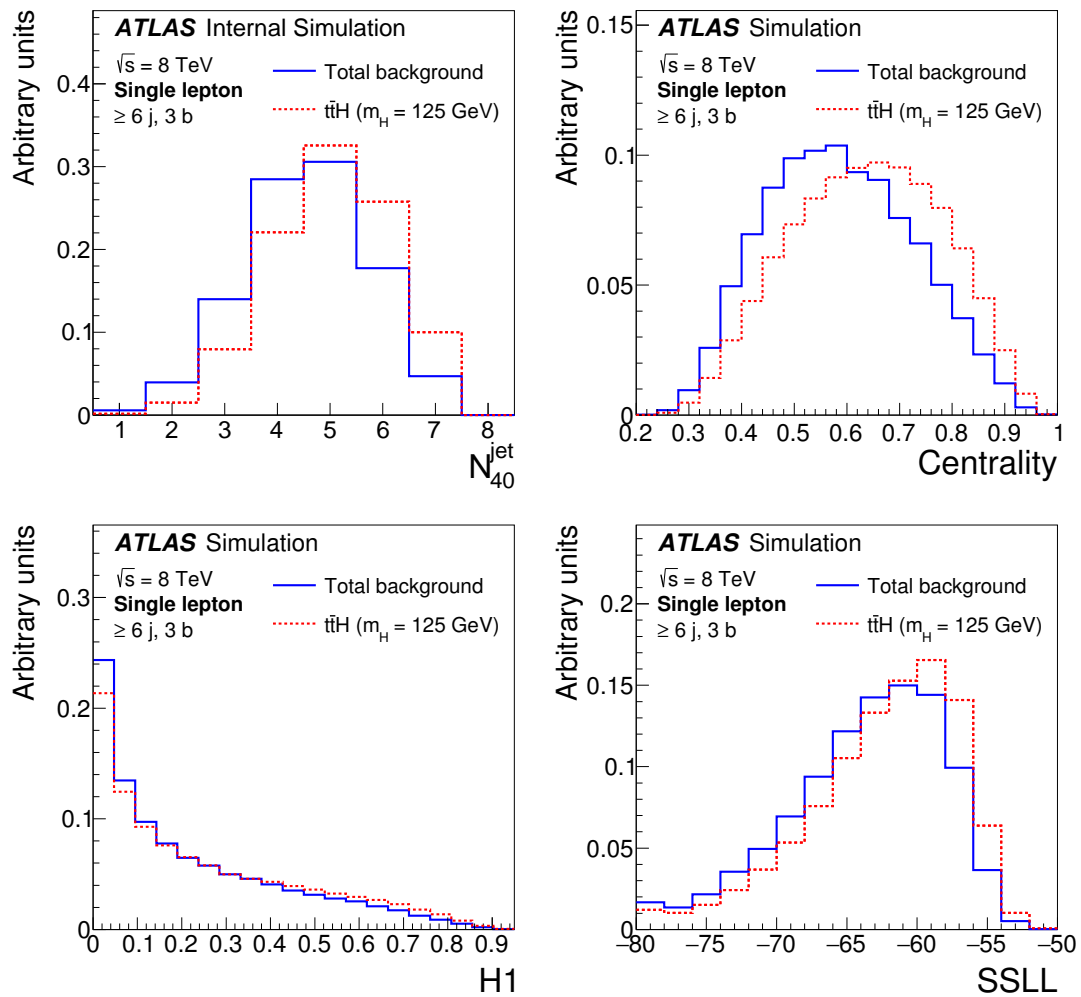 Arbitrary units
ATLAS Internal Simulation
√s = 8 TeV
Single lepton
≥ 6 j, 3 b
Total background
tt̄H (m_H = 125 GeV)
0.4
0.3
0.2
0.1
0
1 2 3 4 5 6 7 8
N_40^jet
Arbitrary units
ATLAS Simulation
√s = 8 TeV
Single lepton
≥ 6 j, 3 b
Total background
tt̄H (m_H = 125 GeV)
0.15
0.1
0.05
0
0.2 0.3 0.4 0.5 0.6 0.7 0.8 0.9 1
Centrality
Arbitrary units
ATLAS Simulation
√s = 8 TeV
Single lepton
≥ 6 j, 3 b
Total background
tt̄H (m_H = 125 GeV)
0.3
0.2
0.1
0
0 0.1 0.2 0.3 0.4 0.5 0.6 0.7 0.8 0.9
H1
Arbitrary units
ATLAS Simulation
√s = 8 TeV
Single lepton
≥ 6 j, 3 b
Total background
tt̄H (m_H = 125 GeV)
0.2
0.15
0.1
0.05
0
−80 −75 −70 −65 −60 −55 −50
SSLL